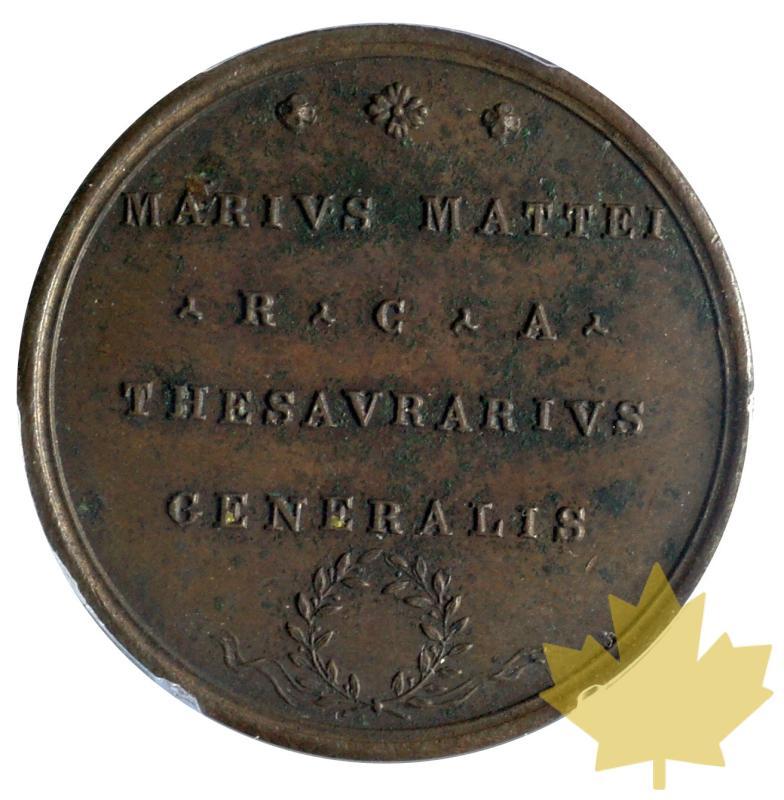 MARIVS MATTEI
R · C · A
THESAVRARIVS
GENERALIS